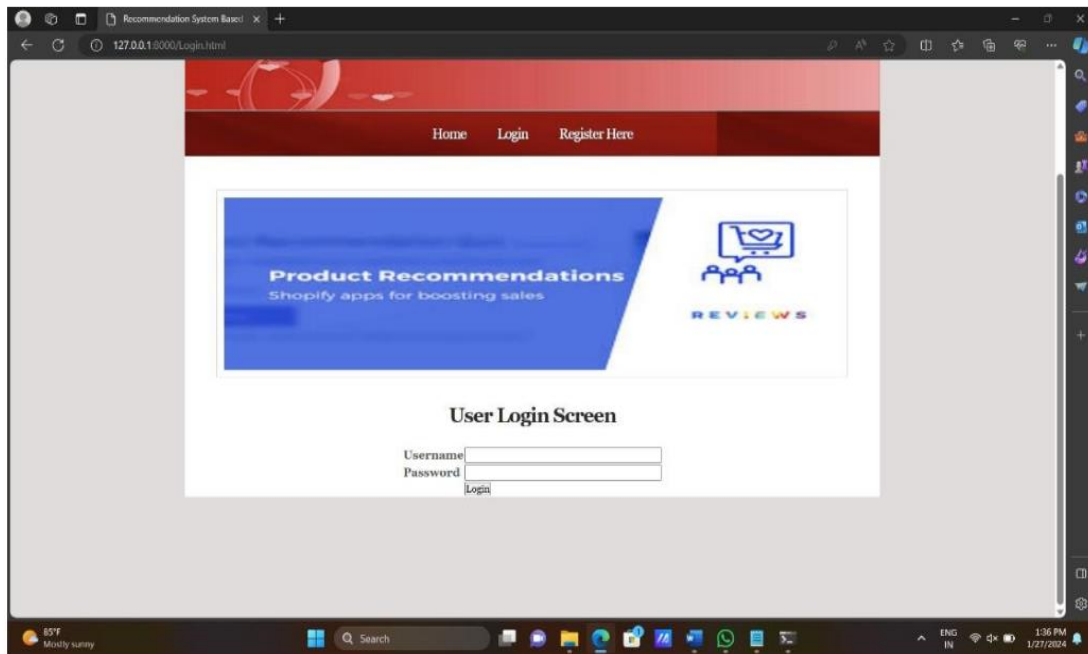 Recommendation System Based
127.0.0.1:8000/Login.html
Home Login Register Here
Product Recommendations
Shopify apps for boosting sales
REVIEWS
User Login Screen
Username
Password
Login
85°F
Mostly sunny
Search
ENG
IN
1:36 PM
1/27/2024